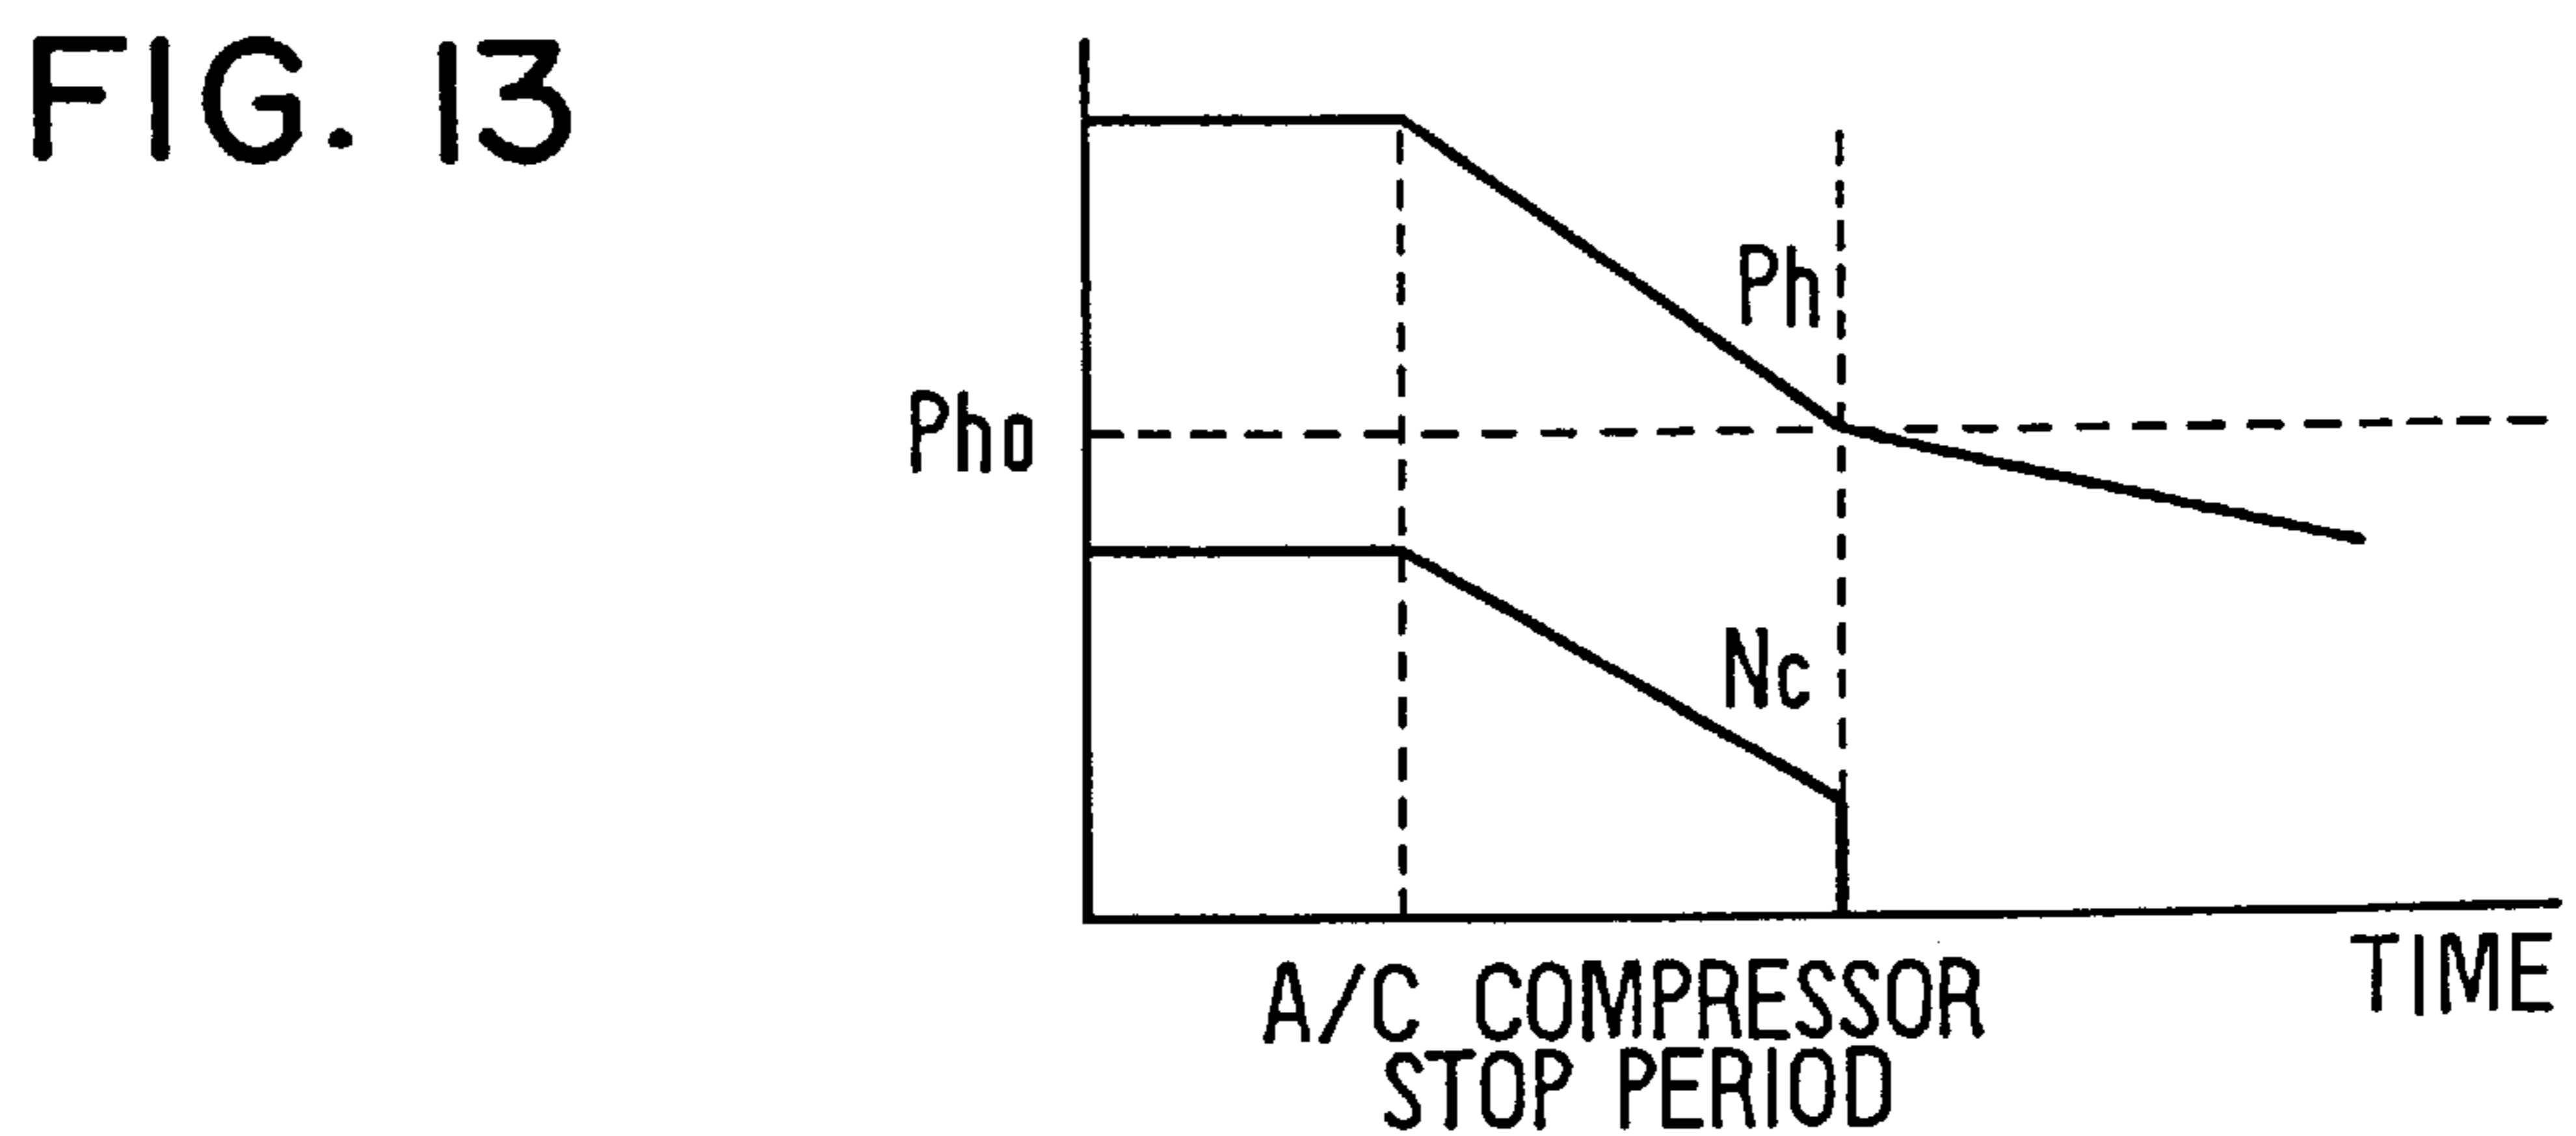 FIG. 13
Ph
Pho
Nc
TIME
A/C COMPRESSOR
STOP PERIOD